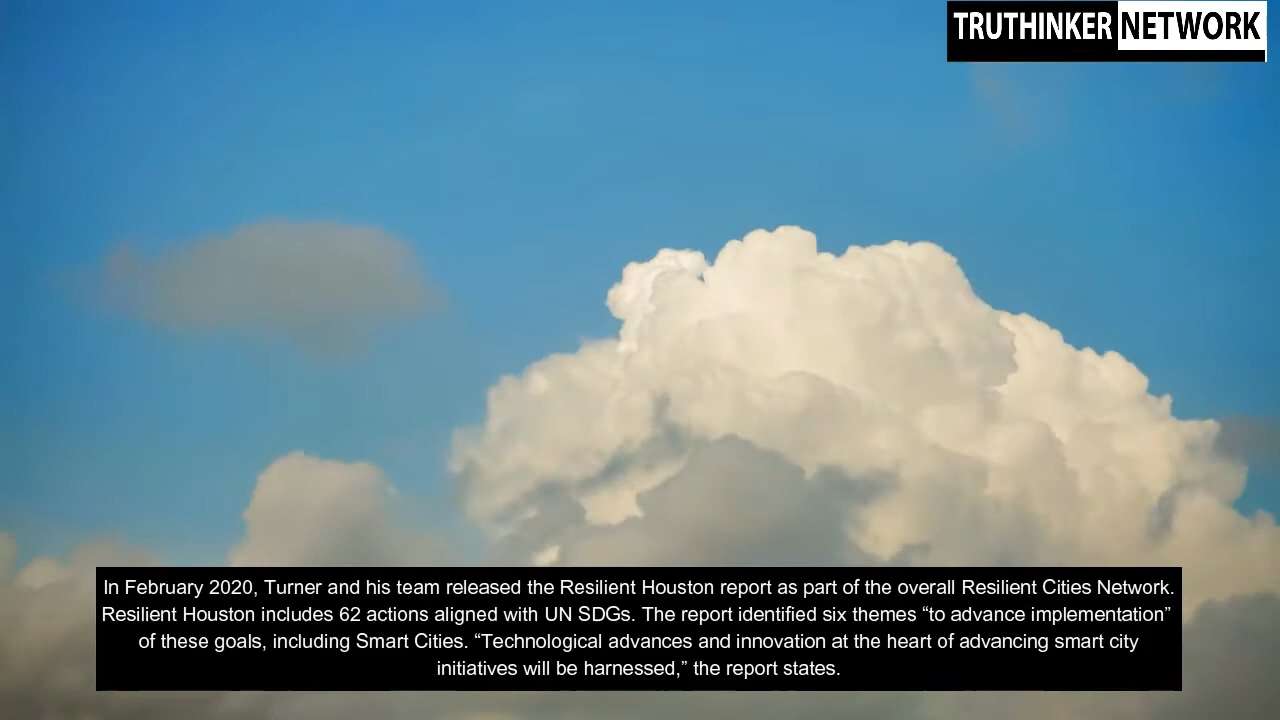 TRUTHINKER NETWORK
In February 2020, Turner and his team released the Resilient Houston report as part of the overall Resilient Cities Network.
Resilient Houston includes 62 actions aligned with UN SDGs. The report identified six themes “to advance implementation”
of these goals, including Smart Cities. “Technological advances and innovation at the heart of advancing smart city
initiatives will be harnessed,” the report states.